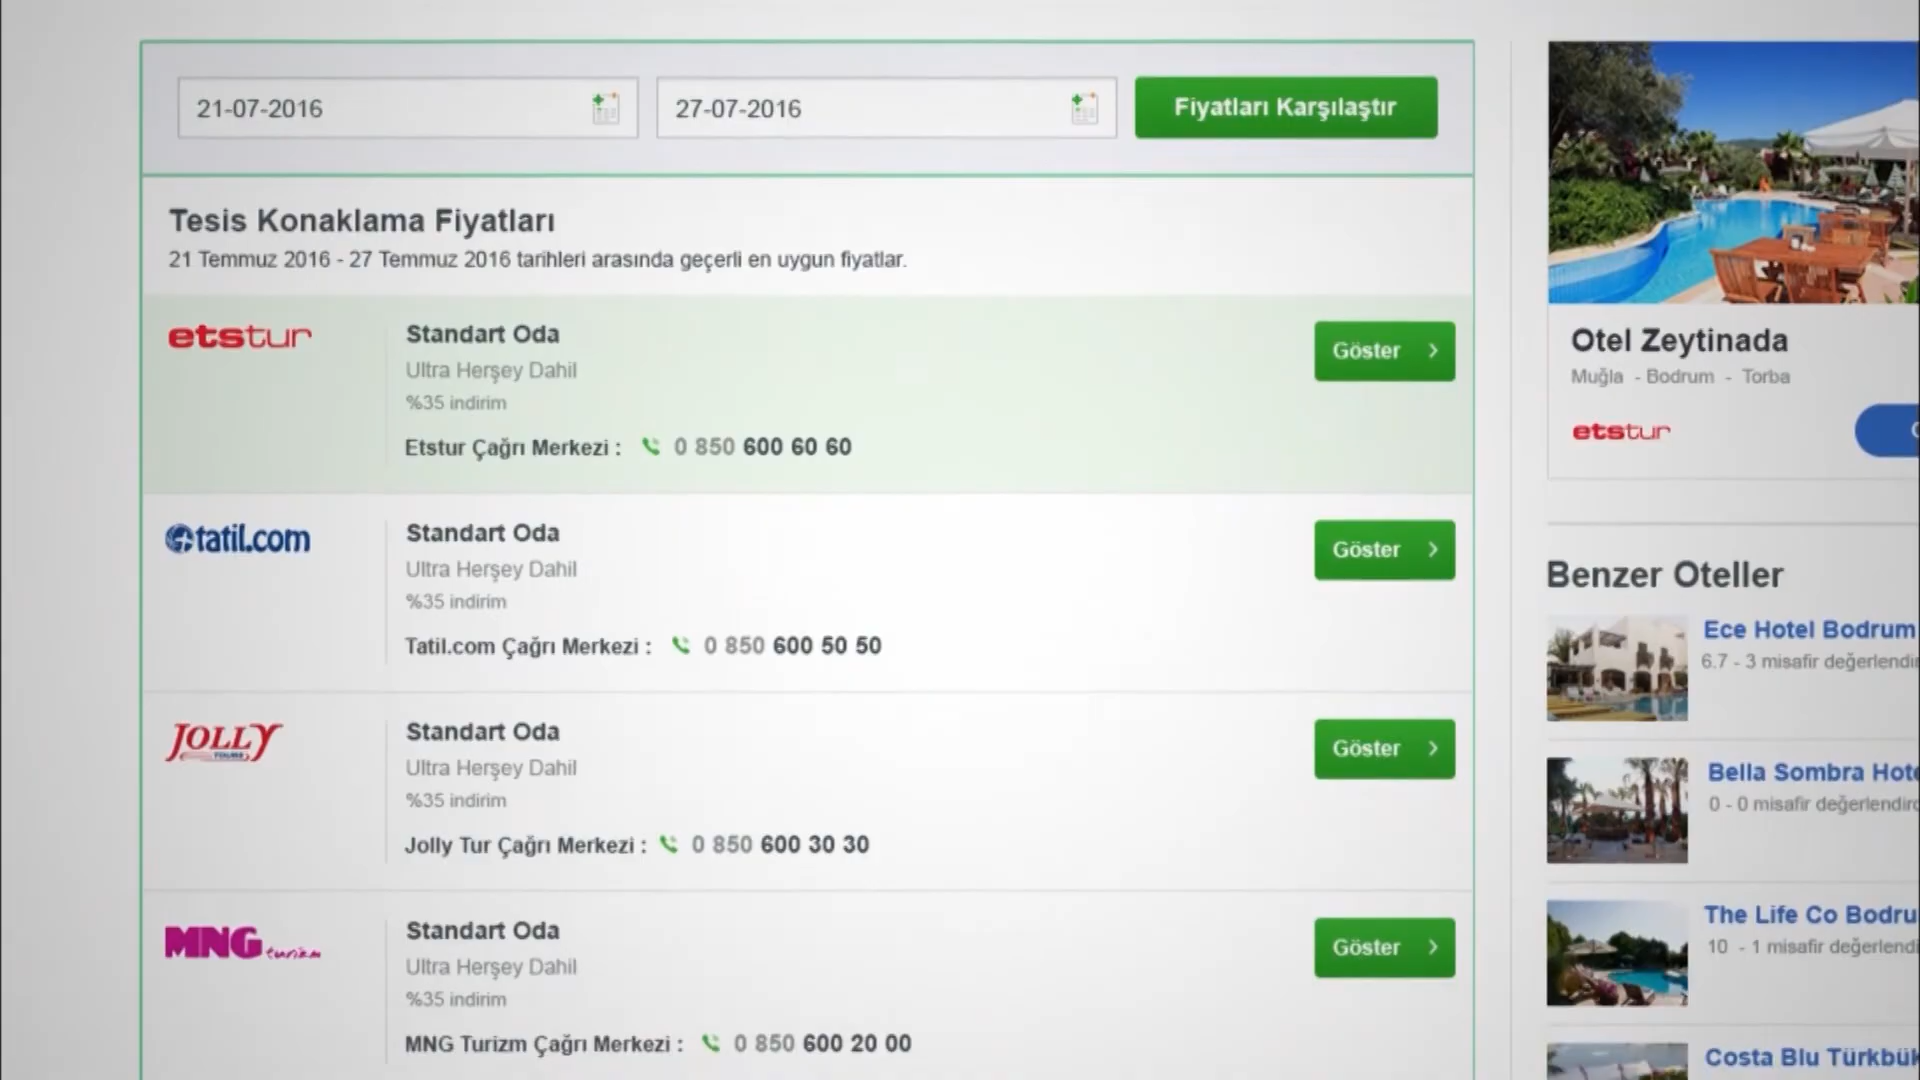 21-07-2016
27-07-2016
Fiyatları Karşılaştır
Tesis Konaklama Fiyatları
21 Temmuz 2016 - 27 Temmuz 2016 tarihleri arasında geçerli en uygun fiyatlar.
etstur
Standart Oda
Göster
Ultra Herşey Dahil
%35 indirim
Etstur Çağrı Merkezi : 0 850 600 60 60
tatil.com
Standart Oda
Göster
Ultra Herşey Dahil
%35 indirim
Tatil.com Çağrı Merkezi : 0 850 600 50 50
JOLLY
Standart Oda
Göster
Ultra Herşey Dahil
%35 indirim
Jolly Tur Çağrı Merkezi : 0 850 600 30 30
MNG turizm
Standart Oda
Göster
Ultra Herşey Dahil
%35 indirim
MNG Turizm Çağrı Merkezi : 0 850 600 20 00
Otel Zeytinada
Muğla - Bodrum - Torba
etstur
Benzer Oteller
Ece Hotel Bodrum
6.7 - 3 misafir
Bella Sombra
0 - 0 misafir
The Life Co
10 - 1 misafir
Costa Blu